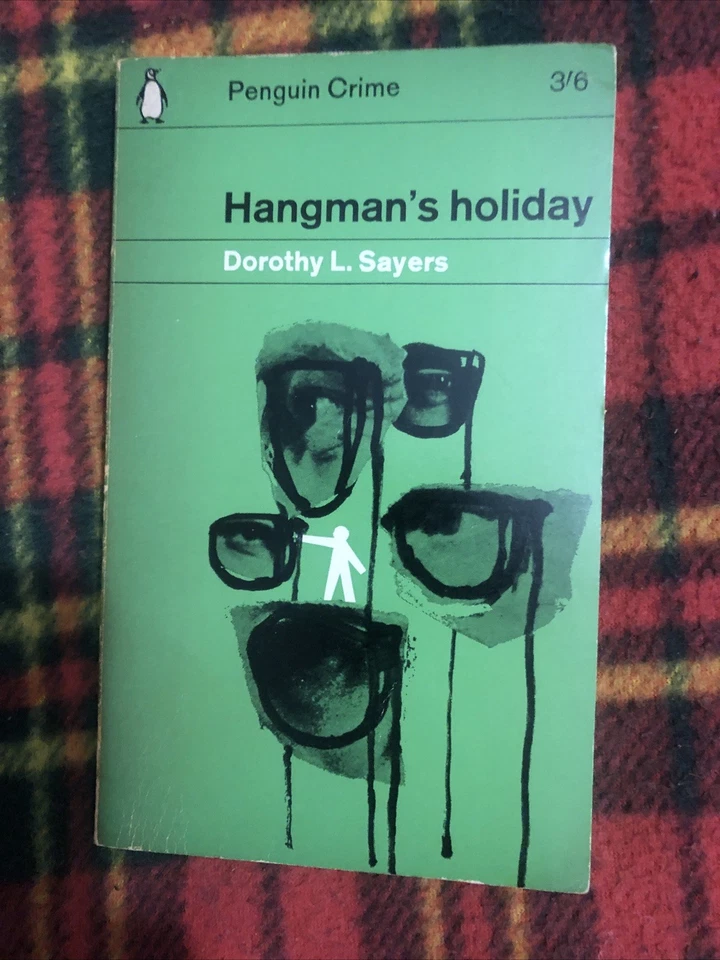 Penguin Crime 3/6
Hangman's holiday
Dorothy L. Sayers